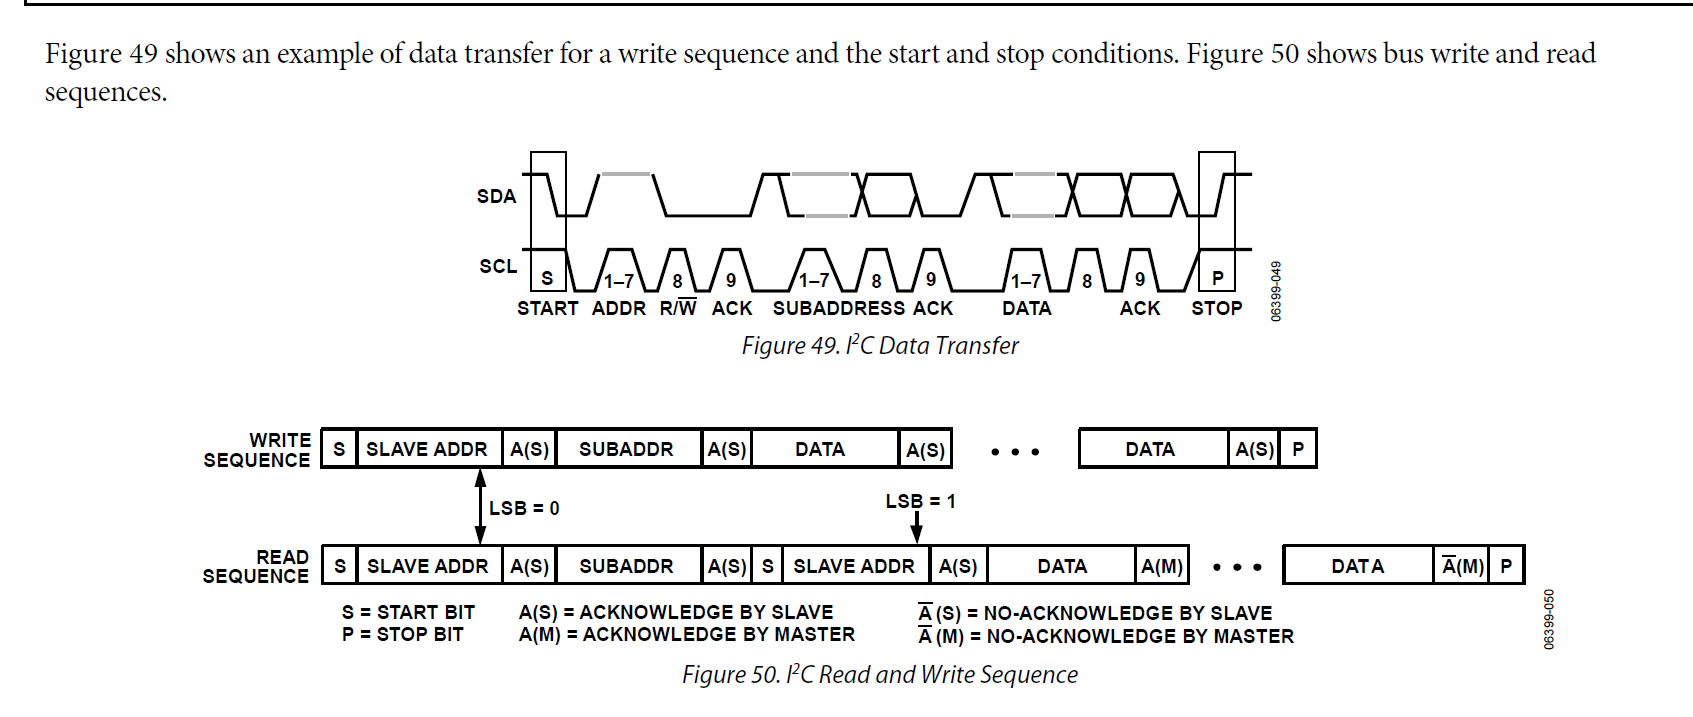 Figure 49 shows an example of data transfer for a write sequence and the start and stop conditions. Figure 50 shows bus write and read
sequences.
SDA
SCL S 1–7 8 9 1–7 8 9 1–7 8 9 P
START ADDR R/W̅ ACK SUBADDRESS ACK DATA ACK STOP
06399-049
Figure 49. I²C Data Transfer
WRITE
SEQUENCE
S SLAVE ADDR A(S) SUBADDR A(S) DATA A(S) • • • DATA A(S) P
LSB = 0
LSB = 1
READ
SEQUENCE
S SLAVE ADDR A(S) SUBADDR A(S) S SLAVE ADDR A(S) DATA A(M) • • • DATA A̅(M) P
S = START BIT
P = STOP BIT
A(S) = ACKNOWLEDGE BY SLAVE
A(M) = ACKNOWLEDGE BY MASTER
A̅ (S) = NO-ACKNOWLEDGE BY SLAVE
A̅ (M) = NO-ACKNOWLEDGE BY MASTER
06399-050
Figure 50. I²C Read and Write Sequence